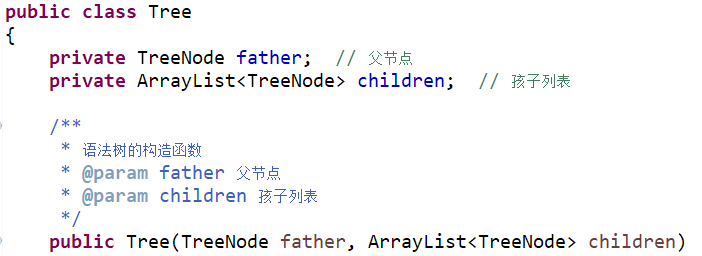 public class Tree
{
    private TreeNode father;  // 父节点
    private ArrayList<TreeNode> children;  // 孩子列表
    /**
     * 语法树的构造函数
     * @param father 父节点
     * @param children 孩子列表
     */
    public Tree(TreeNode father, ArrayList<TreeNode> children)